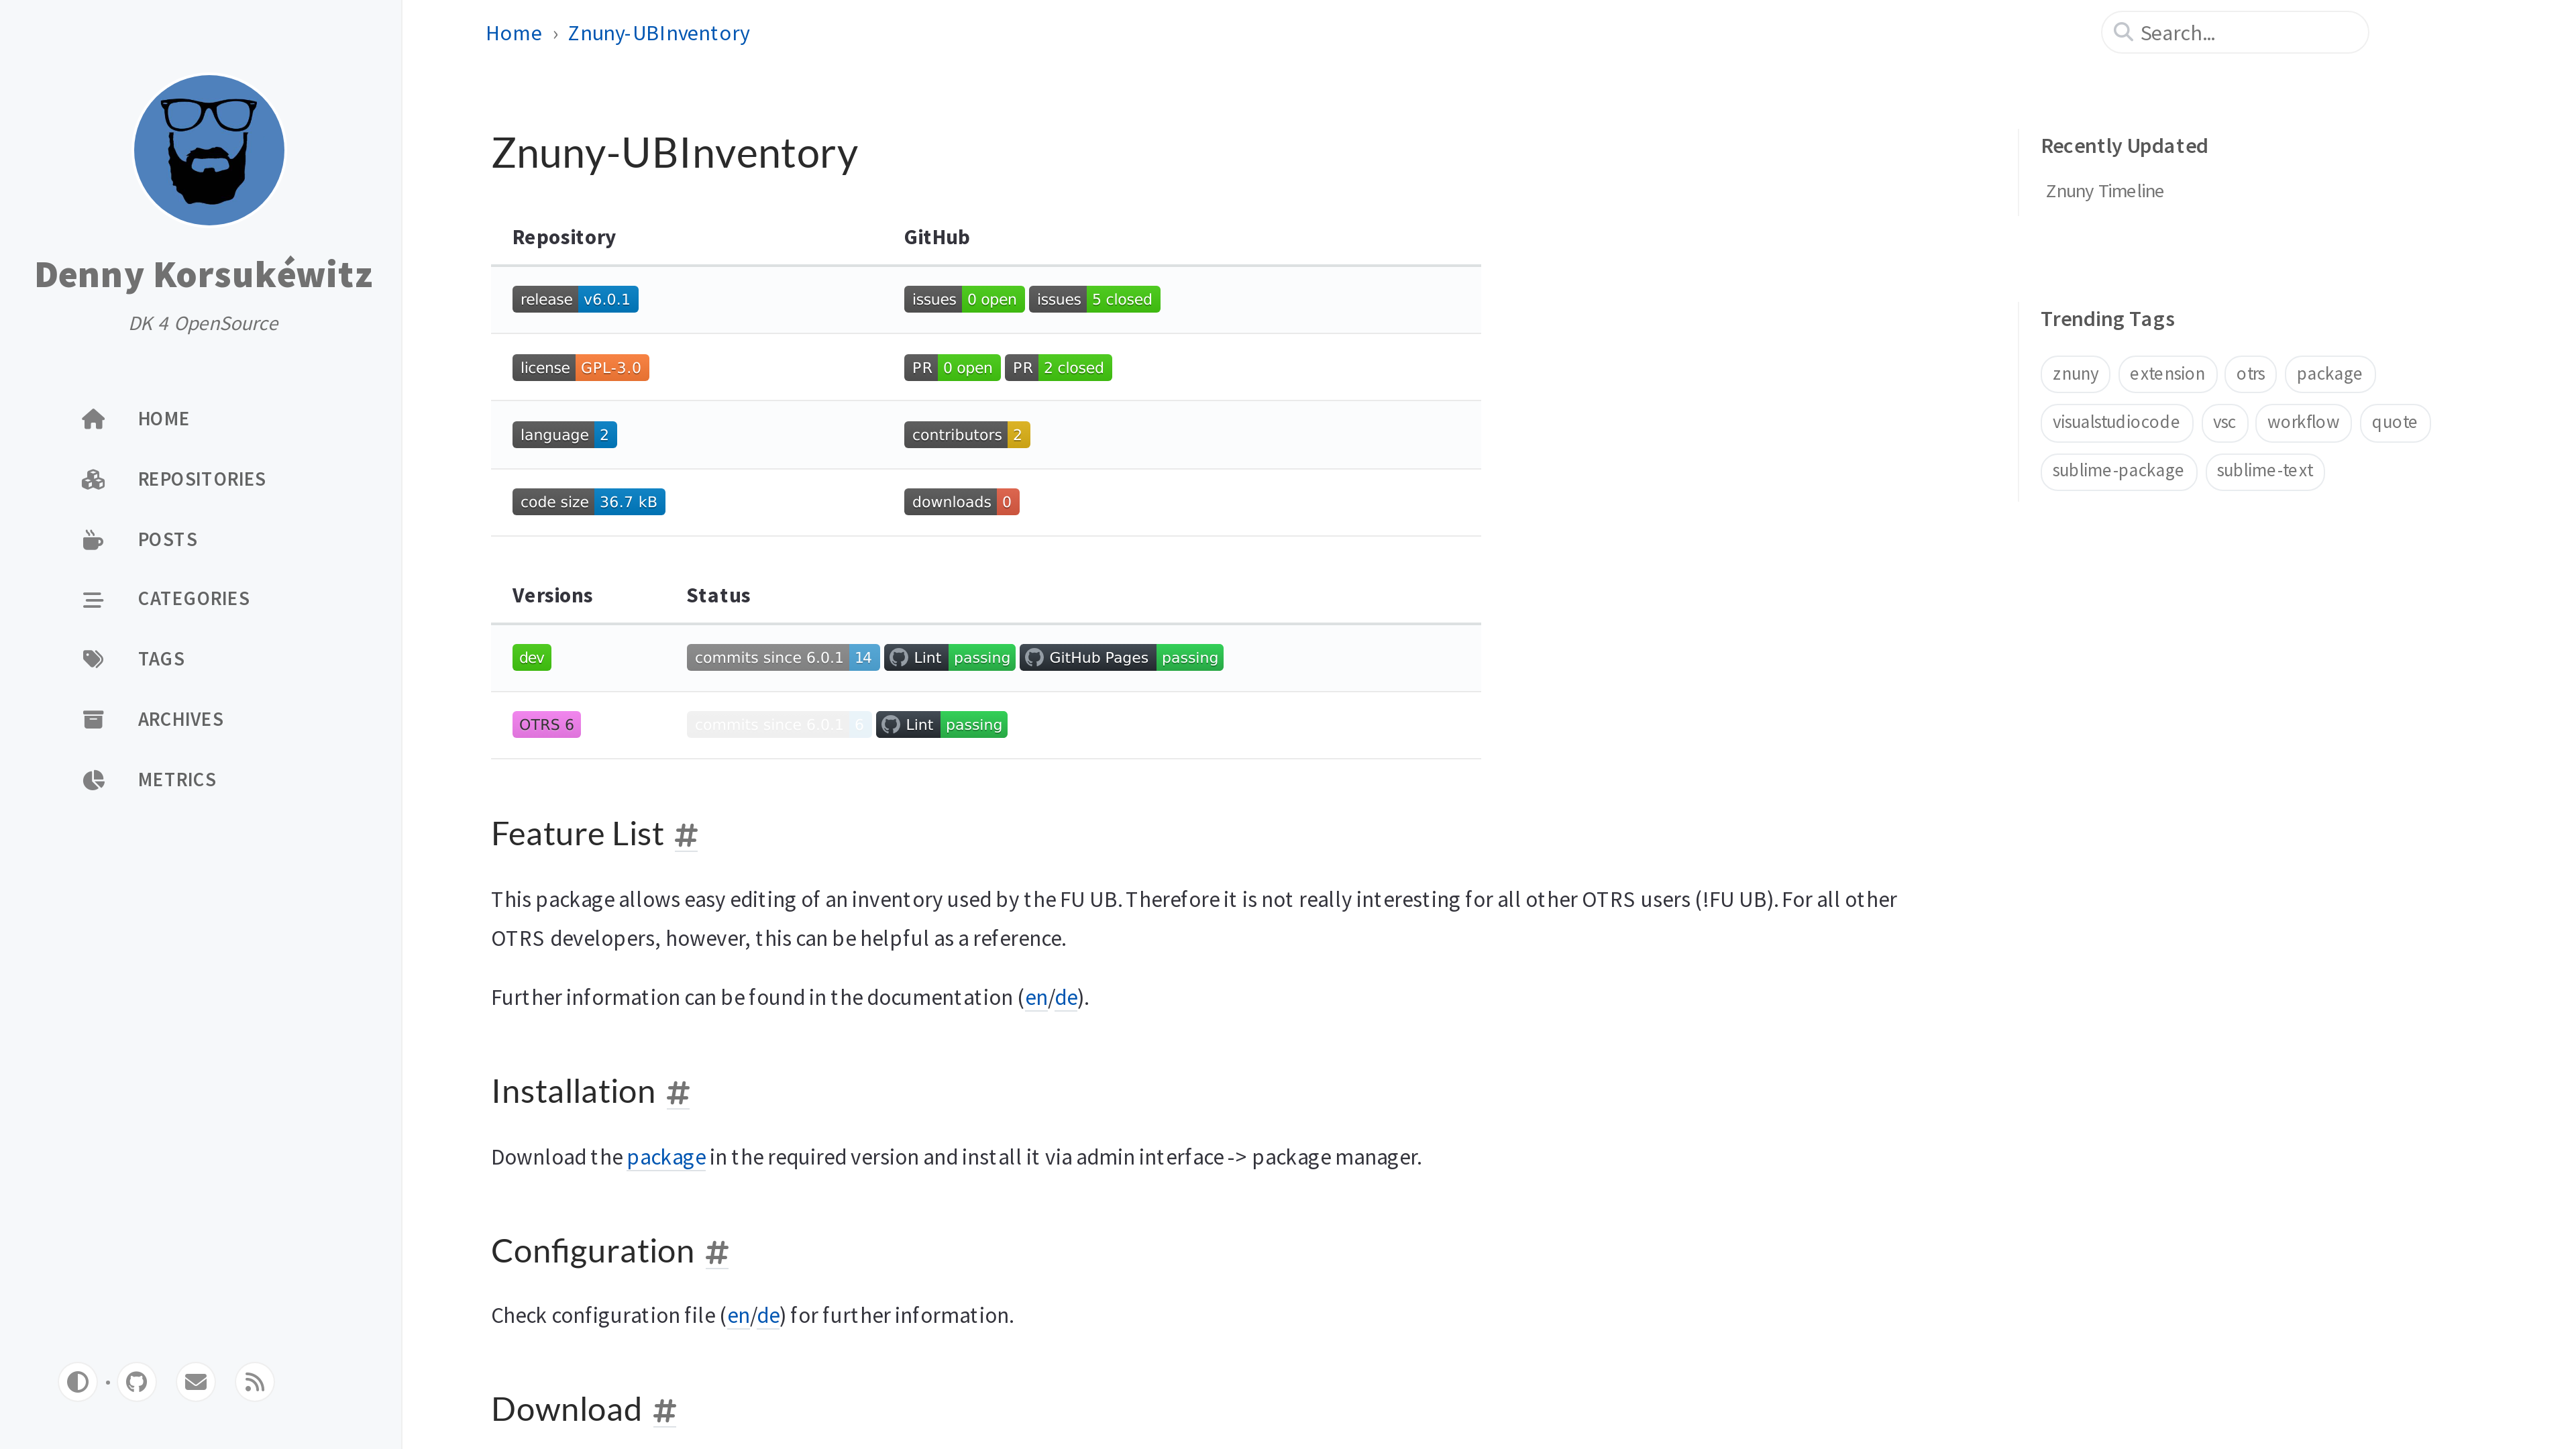 Denny Korsukéwitz
DK 4 OpenSource
HOME
REPOSITORIES
POSTS
CATEGORIES
TAGS
ARCHIVES
METRICS
Home › Znuny-UBInventory
Search...
Znuny-UBInventory
Repository GitHub
release v6.0.1 issues 0 open issues 5 closed
license GPL-3.0 PR 0 open PR 2 closed
language 2 contributors 2
code size 36.7 kB downloads 0
Versions Status
dev commits since 6.0.1 14 Lint passing GitHub Pages passing
OTRS 6 commits since 6.0.1 6 Lint passing
Feature List #
This package allows easy editing of an inventory used by the FU UB. Therefore it is not really interesting for all other OTRS users (!FU UB). For all other
OTRS developers, however, this can be helpful as a reference.
Further information can be found in the documentation (en/de).
Installation #
Download the package in the required version and install it via admin interface -> package manager.
Configuration #
Check configuration file (en/de) for further information.
Download #
Recently Updated
Znuny Timeline
Trending Tags
znuny extension otrs package
visualstudiocode vsc workflow quote
sublime-package sublime-text